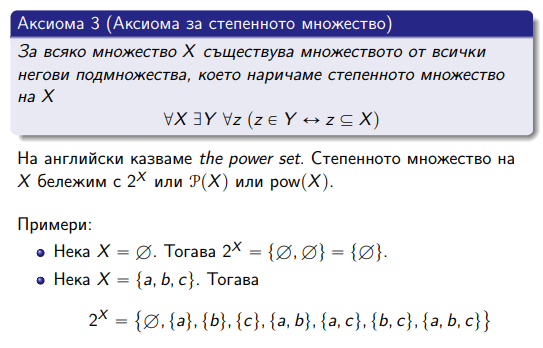 Аксиома 3 (Аксиома за степенното множество)
За всяко множество X съществува множеството от всички
негови подмножества, което наричаме степенното множество
на X
∀X ∃Y ∀z (z ∈ Y ↔ z ⊆ X)
На английски казваме the power set. Степенното множество на
X бележим с 2^X или 𝒫(X) или pow(X).
Примери:
Нека X = ∅. Тогава 2^X = {∅, ∅} = {∅}.
Нека X = {a, b, c}. Тогава
2^X = {∅, {a}, {b}, {c}, {a, b}, {a, c}, {b, c}, {a, b, c}}